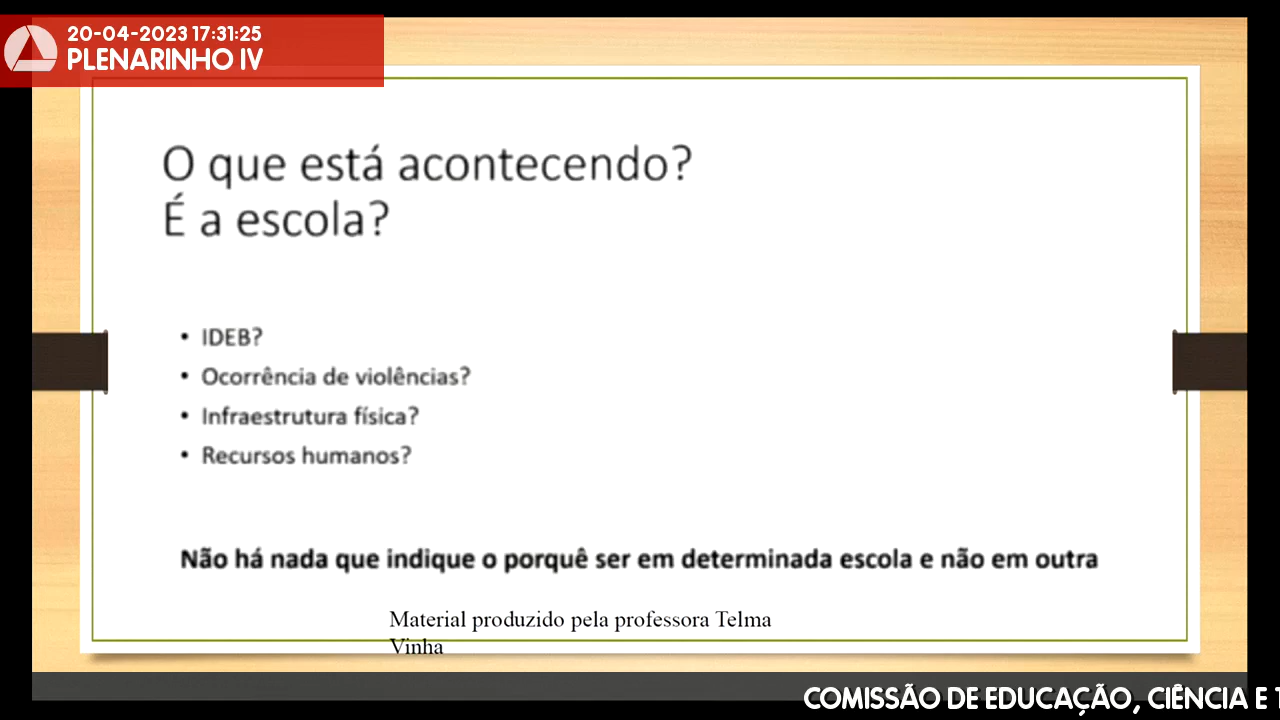 20-04-2023 17:31:25
PLENARINHO IV
O que está acontecendo?
É a escola?
• IDEB?
• Ocorrência de violências?
• Infraestrutura física?
• Recursos humanos?
Não há nada que indique o porquê ser em determinada escola e não em outra
Material produzido pela professora Telma
Vinha
COMISSÃO DE EDUCAÇÃO, CIÊNCIA E